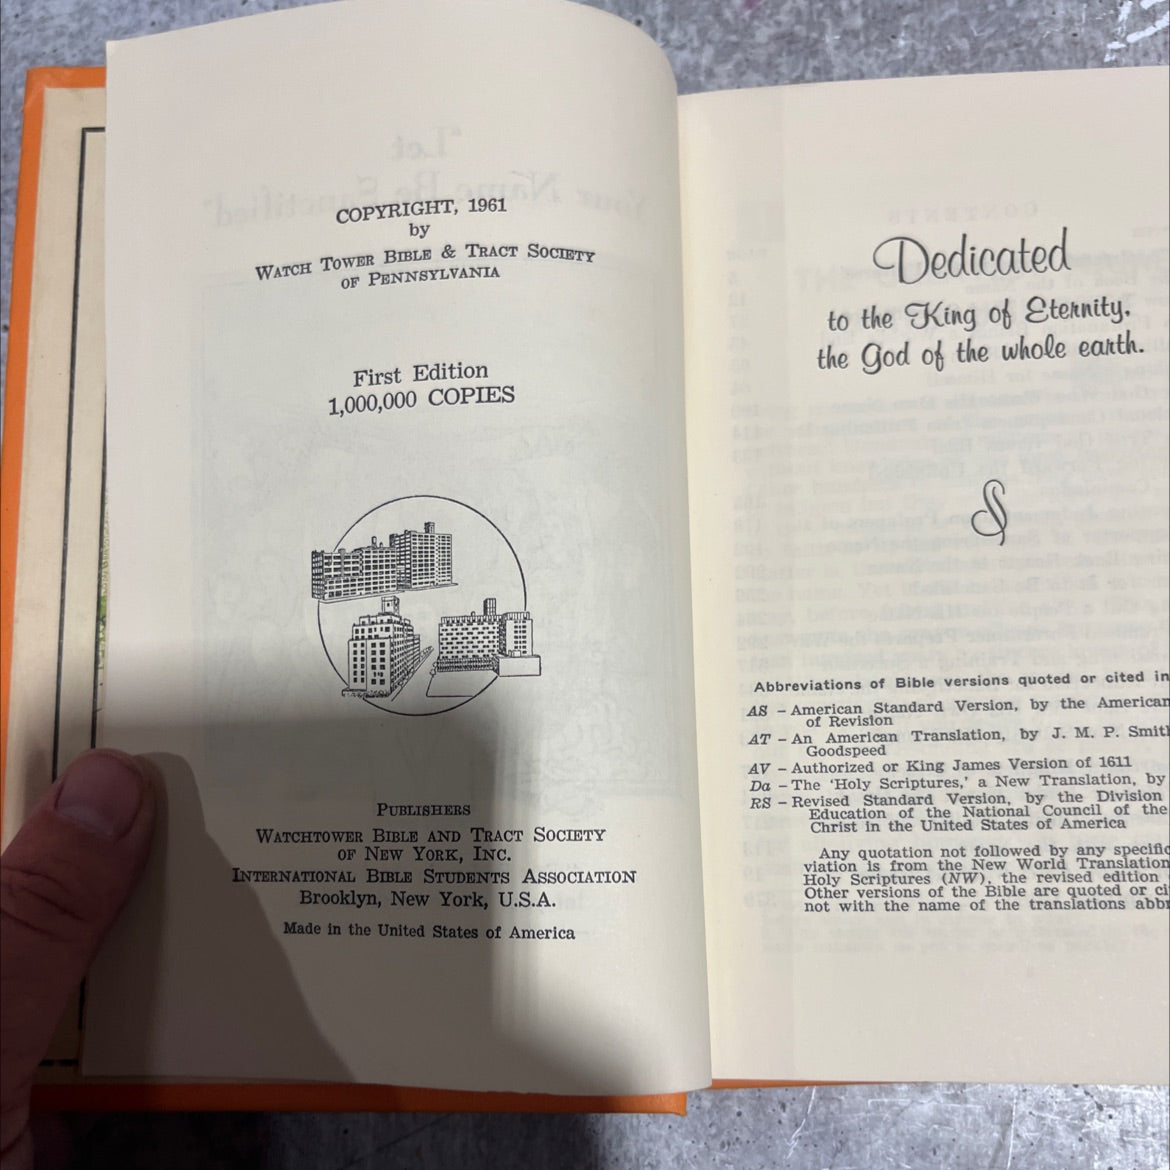 COPYRIGHT, 1961
by
WATCH TOWER BIBLE & TRACT SOCIETY
OF PENNSYLVANIA
First Edition
1,000,000 COPIES
PUBLISHERS
WATCHTOWER BIBLE AND TRACT SOCIETY
OF NEW YORK, INC.
INTERNATIONAL BIBLE STUDENTS ASSOCIATION
Brooklyn, New York, U.S.A.
Made in the United States of America
Dedicated
to the King of Eternity,
the God of the whole earth.
Abbreviations of Bible versions quoted or cited in
AS – American Standard Version, by the American
of Revision
AT – An American Translation, by J. M. P. Smith
Goodspeed
AV – Authorized or King James Version of 1611
Da – The 'Holy Scriptures,' a New Translation, by
RS – Revised Standard Version, by the Division
Education of the National Council of the
Christ in the United States of America
Any quotation not followed by any specific
viation is from the New World Translation
Holy Scriptures (NW), the revised edition
Other versions of the Bible are quoted or ci
not with the name of the translations abbr